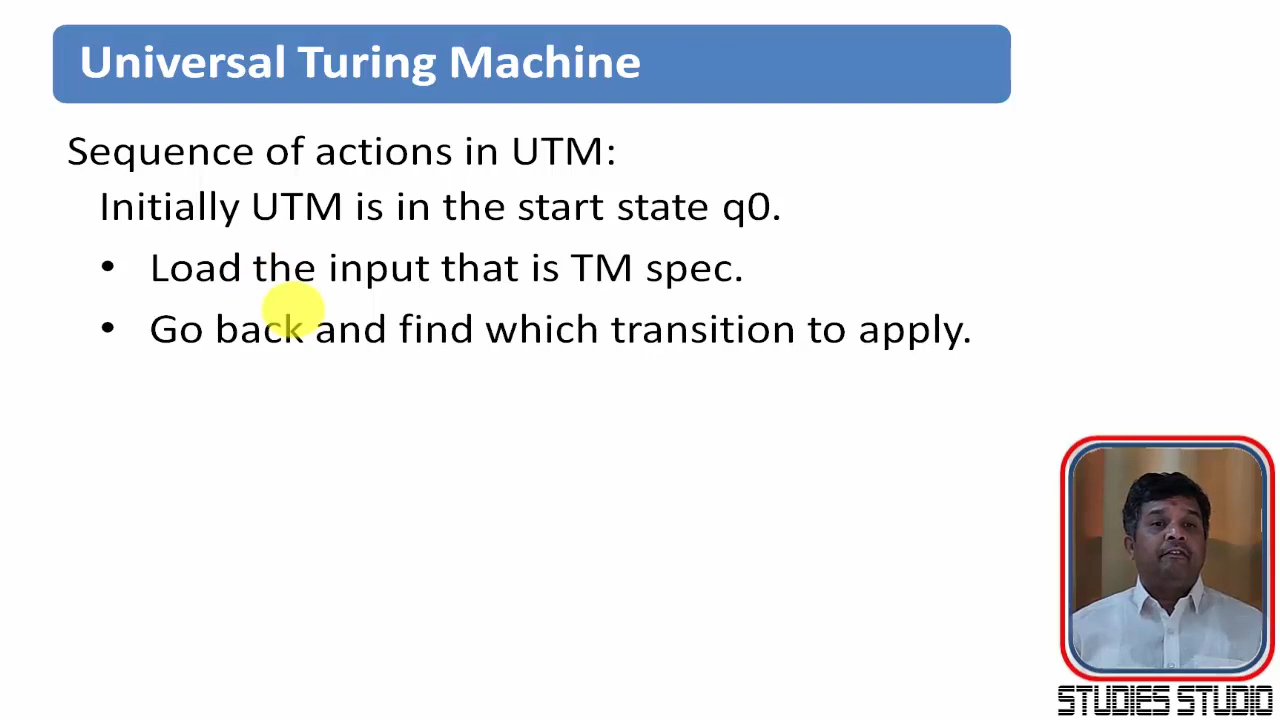 Universal Turing Machine
Sequence of actions in UTM:
Initially UTM is in the start state q0.
• Load the input that is TM spec.
• Go back and find which transition to apply.
STUDIES STUDIO